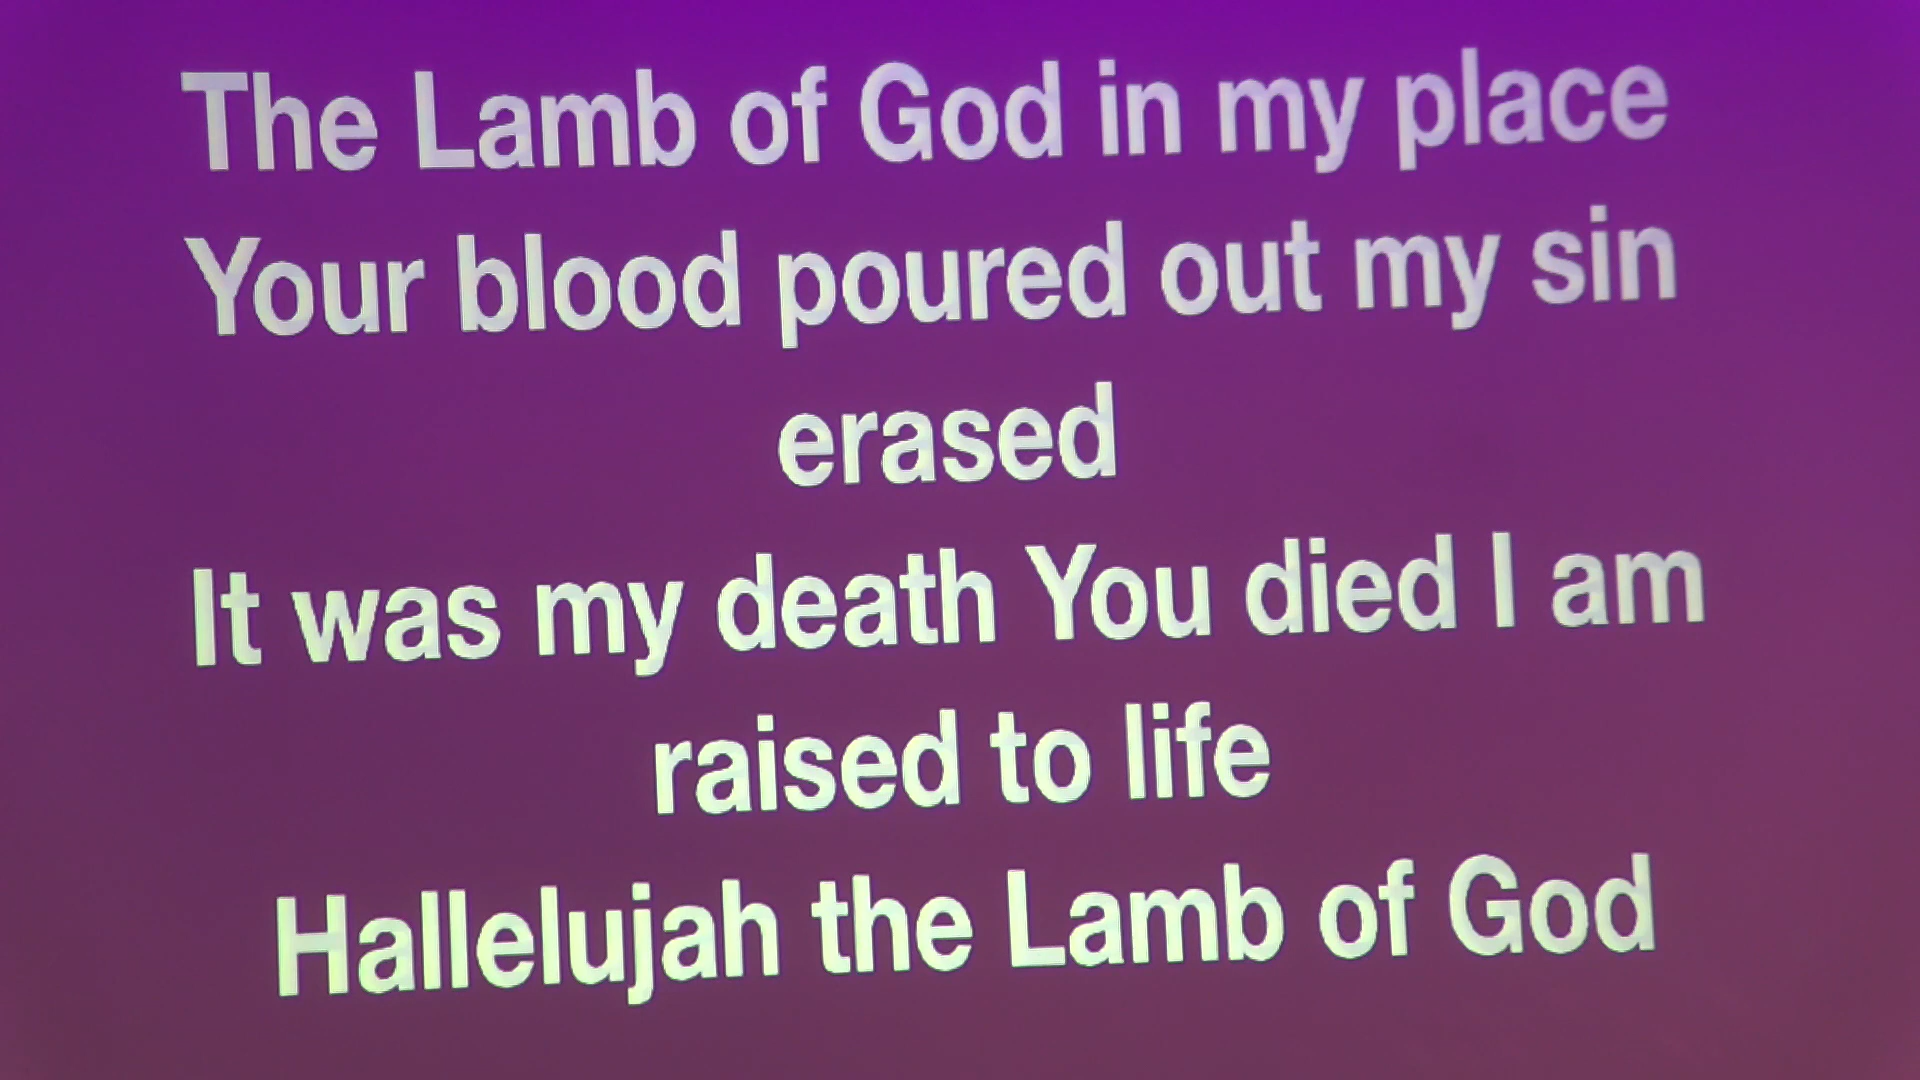 The Lamb of God in my place
Your blood poured out my sin
erased
It was my death You died I am
raised to life
Hallelujah the Lamb of God